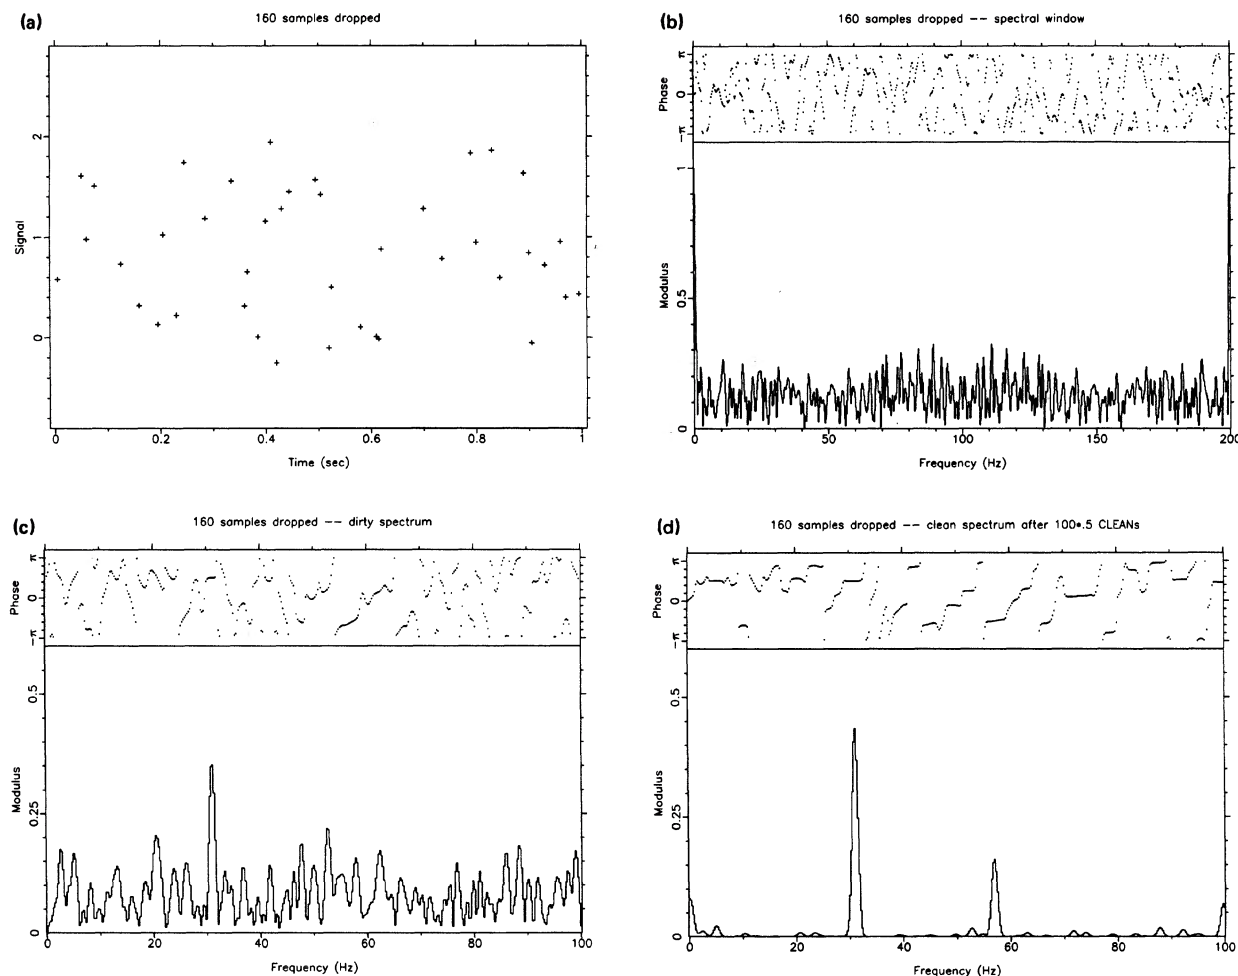 (a)
160 samples dropped
Signal
2
1
0
0
0.2
0.4
0.6
0.8
1
Time (sec)
(b)
160 samples dropped -- spectral window
Phase
π
0
-π
Modulus
1
0.5
0
0
50
100
150
200
Frequency (Hz)
(c)
160 samples dropped -- dirty spectrum
Phase
π
0
-π
Modulus
0.5
0.25
0
0
20
40
60
80
100
Frequency (Hz)
(d)
160 samples dropped -- clean spectrum after 100*.5 CLEANs
Phase
π
0
-π
Modulus
0.5
0.25
0
0
20
40
60
80
100
Frequency (Hz)